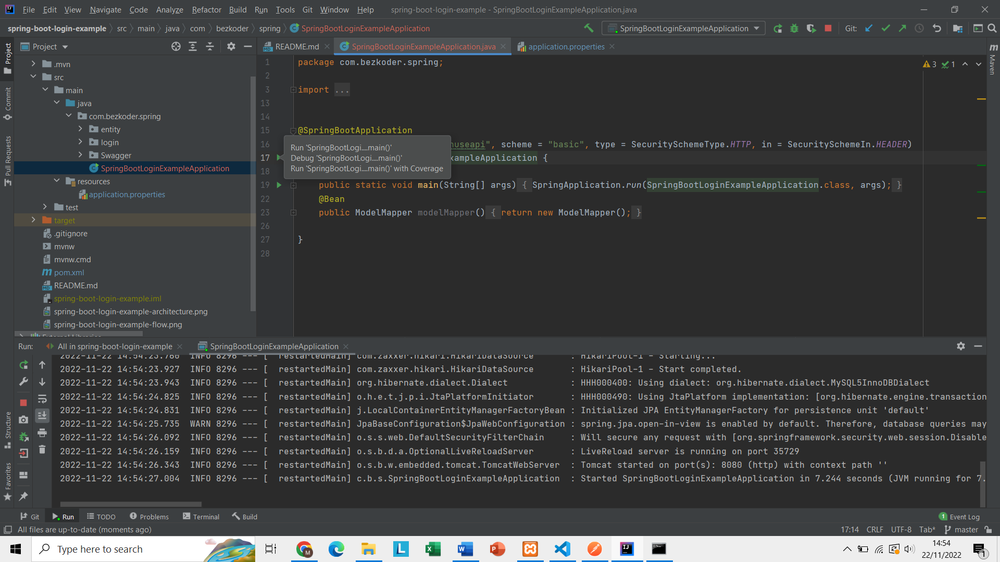 File Edit View Navigate Code Analyze Refactor Build Run Tools Git Window Help spring-boot-login-example - SpringBootLoginExampleApplication.java
spring-boot-login-example src main java com bezkoder spring SpringBootLoginExampleApplication SpringBootLoginExampleApplication Git:
Project
README.md SpringBootLoginExampleApplication.java application.properties
Project
Commit
Pull Requests
Structure
Favorites
Maven
.mvn
src
main
java
com.bezkoder.spring
entity
login
Swagger
SpringBootLoginExampleApplication
resources
application.properties
test
target
.gitignore
mvnw
mvnw.cmd
pom.xml
README.md
spring-boot-login-example.iml
spring-boot-login-example-architecture.png
spring-boot-login-example-flow.png
3 1
1 package com.bezkoder.spring;
2
3 import ...
13
14
15 @SpringBootApplication
16 useapi", scheme = "basic", type = SecuritySchemeType.HTTP, in = SecuritySchemeIn.HEADER)
17 xampleApplication {
18
19 public static void main(String[] args) { SpringApplication.run(SpringBootLoginExampleApplication.class, args); }
22 @Bean
23 public ModelMapper modelMapper() { return new ModelMapper(); }
26
27 }
28
Run 'SpringBootLogi....main()'
Debug 'SpringBootLogi....main()'
Run 'SpringBootLogi....main()' with Coverage
Run: All in spring-boot-login-example SpringBootLoginExampleApplication
2022-11-22 14:54:23.760 INFO 8296 --- [ restartedMain] com.zaxxer.hikari.HikariDataSource : HikariPool-1 - Starting...
2022-11-22 14:54:23.927 INFO 8296 --- [ restartedMain] com.zaxxer.hikari.HikariDataSource : HikariPool-1 - Start completed.
2022-11-22 14:54:23.943 INFO 8296 --- [ restartedMain] org.hibernate.dialect.Dialect : HHH000400: Using dialect: org.hibernate.dialect.MySQL5InnoDBDialect
2022-11-22 14:54:24.825 INFO 8296 --- [ restartedMain] o.h.e.t.j.p.i.JtaPlatformInitiator : HHH000490: Using JtaPlatform implementation: [org.hibernate.engine.transaction
2022-11-22 14:54:24.831 INFO 8296 --- [ restartedMain] j.LocalContainerEntityManagerFactoryBean : Initialized JPA EntityManagerFactory for persistence unit 'default'
2022-11-22 14:54:25.735 WARN 8296 --- [ restartedMain] JpaBaseConfiguration$JpaWebConfiguration : spring.jpa.open-in-view is enabled by default. Therefore, database queries may
2022-11-22 14:54:26.092 INFO 8296 --- [ restartedMain] o.s.s.web.DefaultSecurityFilterChain : Will secure any request with [org.springframework.security.web.session.Disable
2022-11-22 14:54:26.159 INFO 8296 --- [ restartedMain] o.s.b.d.a.OptionalLiveReloadServer : LiveReload server is running on port 35729
2022-11-22 14:54:26.343 INFO 8296 --- [ restartedMain] o.s.b.w.embedded.tomcat.TomcatWebServer : Tomcat started on port(s): 8080 (http) with context path ''
2022-11-22 14:54:27.004 INFO 8296 --- [ restartedMain] c.b.s.SpringBootLoginExampleApplication : Started SpringBootLoginExampleApplication in 7.244 seconds (JVM running for 7.
Git Run TODO Problems Terminal Build 1 Event Log
All files are up-to-date (moments ago) 17:14 CRLF UTF-8 Tab* master
Type here to search
14:54
22/11/2022
1